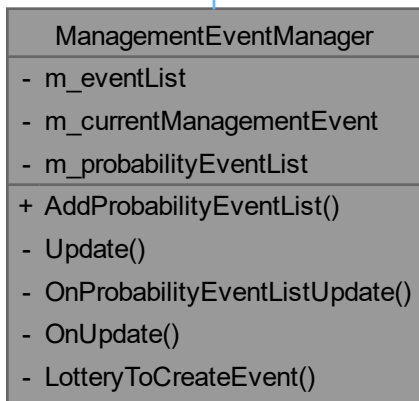 ManagementEventManager
- m_eventList
- m_currentManagementEvent
- m_probabilityEventList
+ AddProbabilityEventList()
- Update()
- OnProbabilityEventListUpdate()
- OnUpdate()
- LotteryToCreateEvent()